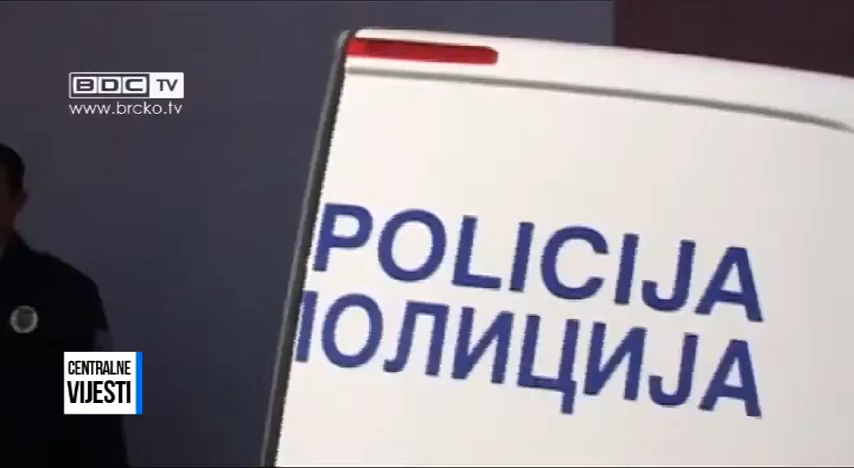 BDC TV
www.brcko.tv
POLICIJA
ПОЛИЦИЈА
CENTRALNE
VIJESTI